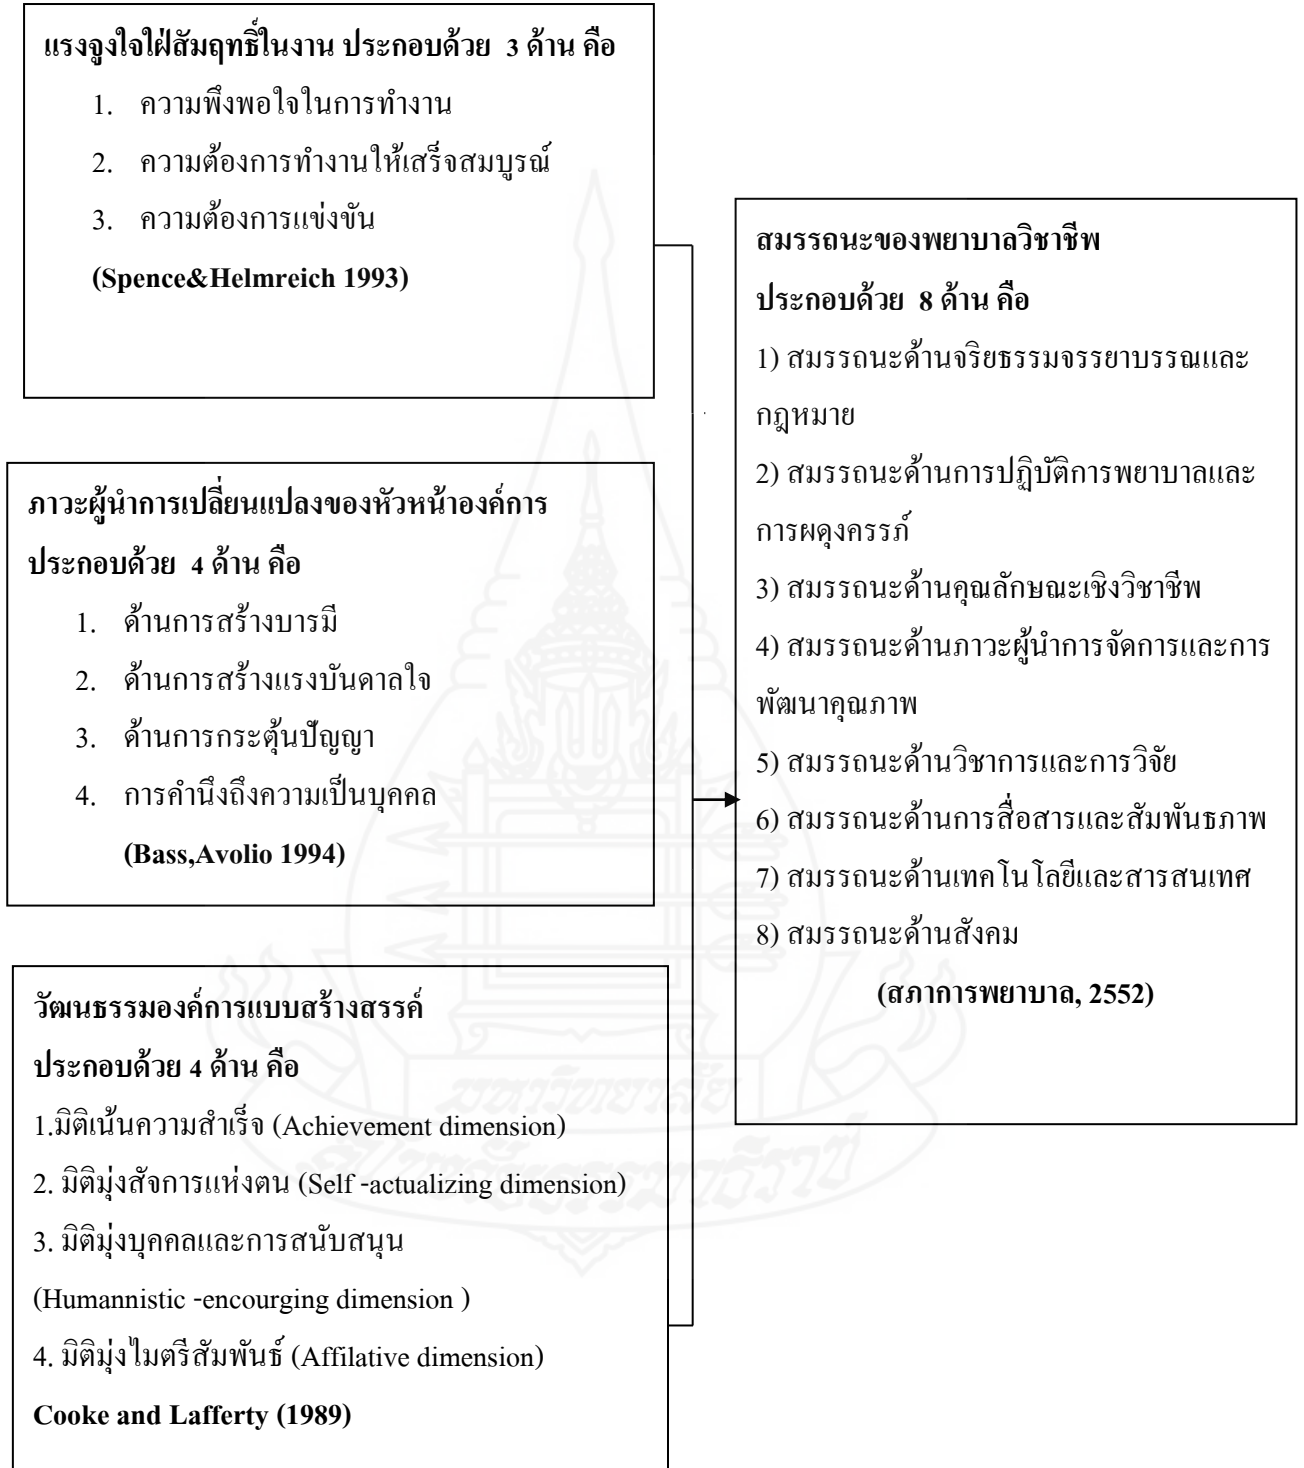 แรงจูงใจใฝ่สัมฤทธิ์ในงาน ประกอบด้วย 3 ด้าน คือ
1. ความพึงพอใจในการทำงาน
2. ความต้องการทำงานให้เสร็จสมบูรณ์
3. ความต้องการแข่งขัน
(Spence&Helmreich 1993)
ภาวะผู้นำการเปลี่ยนแปลงของหัวหน้าองค์การ
ประกอบด้วย 4 ด้าน คือ
1. ด้านการสร้างบารมี
2. ด้านการสร้างแรงบันดาลใจ
3. ด้านการกระตุ้นปัญญา
4. การคำนึงถึงความเป็นบุคคล
(Bass,Avolio 1994)
วัฒนธรรมองค์การแบบสร้างสรรค์
ประกอบด้วย 4 ด้าน คือ
1.มิติเน้นความสำเร็จ (Achievement dimension)
2. มิติมุ่งสัจการแห่งตน (Self -actualizing dimension)
3. มิติมุ่งบุคคลและการสนับสนุน
(Humannistic -encourging dimension )
4. มิติมุ่งไมตรีสัมพันธ์ (Affilative dimension)
Cooke and Lafferty (1989)
สมรรถนะของพยาบาลวิชาชีพ
ประกอบด้วย 8 ด้าน คือ
1) สมรรถนะด้านจริยธรรมจรรยาบรรณและ
กฎหมาย
2) สมรรถนะด้านการปฏิบัติการพยาบาลและ
การผดุงครรภ์
3) สมรรถนะด้านคุณลักษณะเชิงวิชาชีพ
4) สมรรถนะด้านภาวะผู้นำการจัดการและการ
พัฒนาคุณภาพ
5) สมรรถนะด้านวิชาการและการวิจัย
6) สมรรถนะด้านการสื่อสารและสัมพันธภาพ
7) สมรรถนะด้านเทคโนโลยีและสารสนเทศ
8) สมรรถนะด้านสังคม
(สภาการพยาบาล, 2552)
มหาวิทยาลัย
สุโขทัยธรรมาธิราช